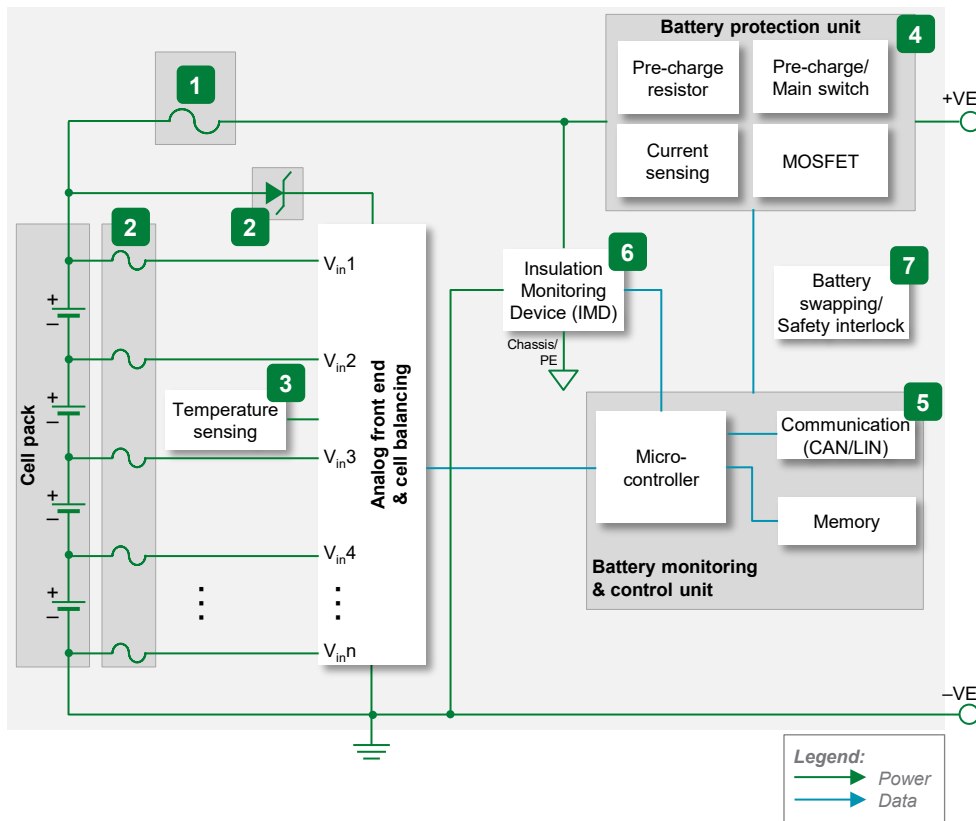 Battery protection unit
4
Pre-charge
resistor
Pre-charge/
Main switch
Current
sensing
MOSFET
+VE
1
2
2
Cell pack
+
–
+
–
+
–
+
–
Vin1
Vin2
Vin3
Vin4
Vinn
3
Temperature
sensing
Analog front end
& cell balancing
6
Insulation
Monitoring
Device (IMD)
Chassis/
PE
7
Battery
swapping/
Safety interlock
5
Micro-
controller
Communication
(CAN/LIN)
Memory
Battery monitoring
& control unit
–VE
Legend:
Power
Data